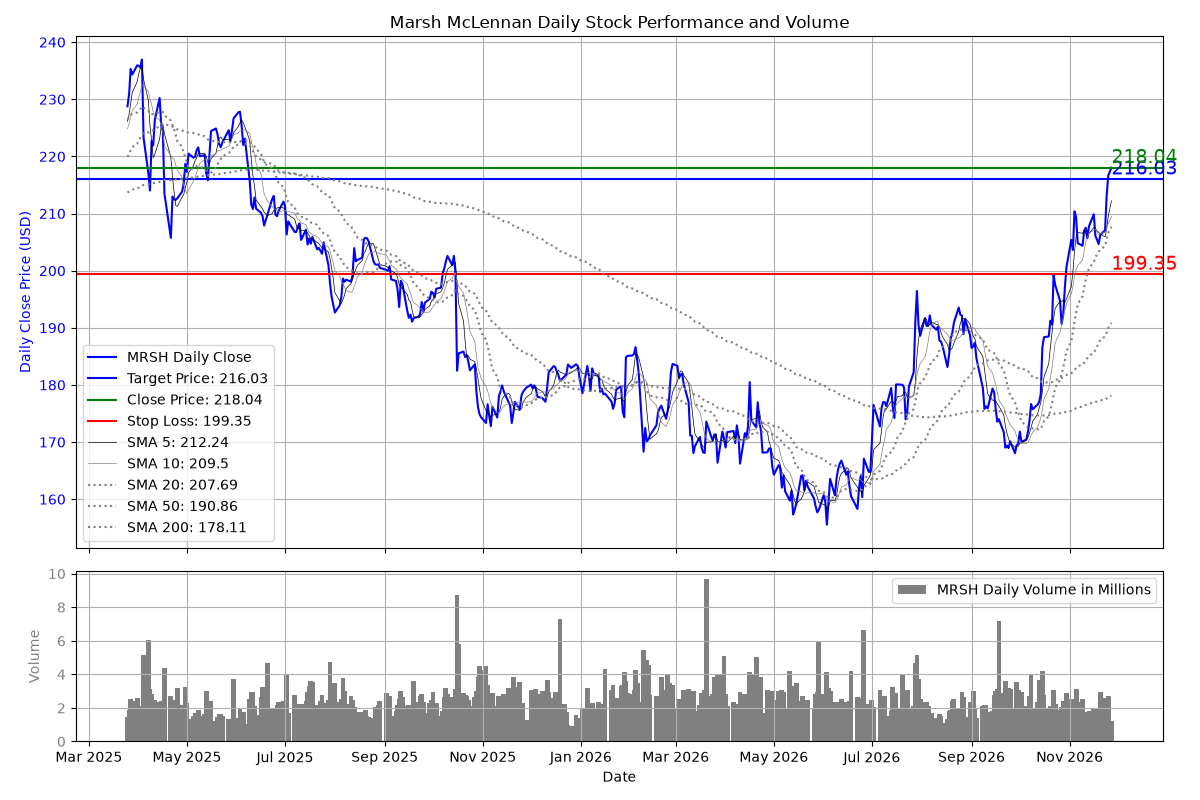 Marsh McLennan Daily Stock Performance and Volume
240
230
220
210
200
190
180
170
160
Daily Close Price (USD)
218.04
216.03
199.35
MRSH Daily Close
Target Price: 216.03
Close Price: 218.04
Stop Loss: 199.35
SMA 5: 212.24
SMA 10: 209.5
SMA 20: 207.69
SMA 50: 190.86
SMA 200: 178.11
10
8
6
4
2
0
Volume
MRSH Daily Volume in Millions
Mar 2025 May 2025 Jul 2025 Sep 2025 Nov 2025 Jan 2026 Mar 2026 May 2026 Jul 2026 Sep 2026 Nov 2026
Date